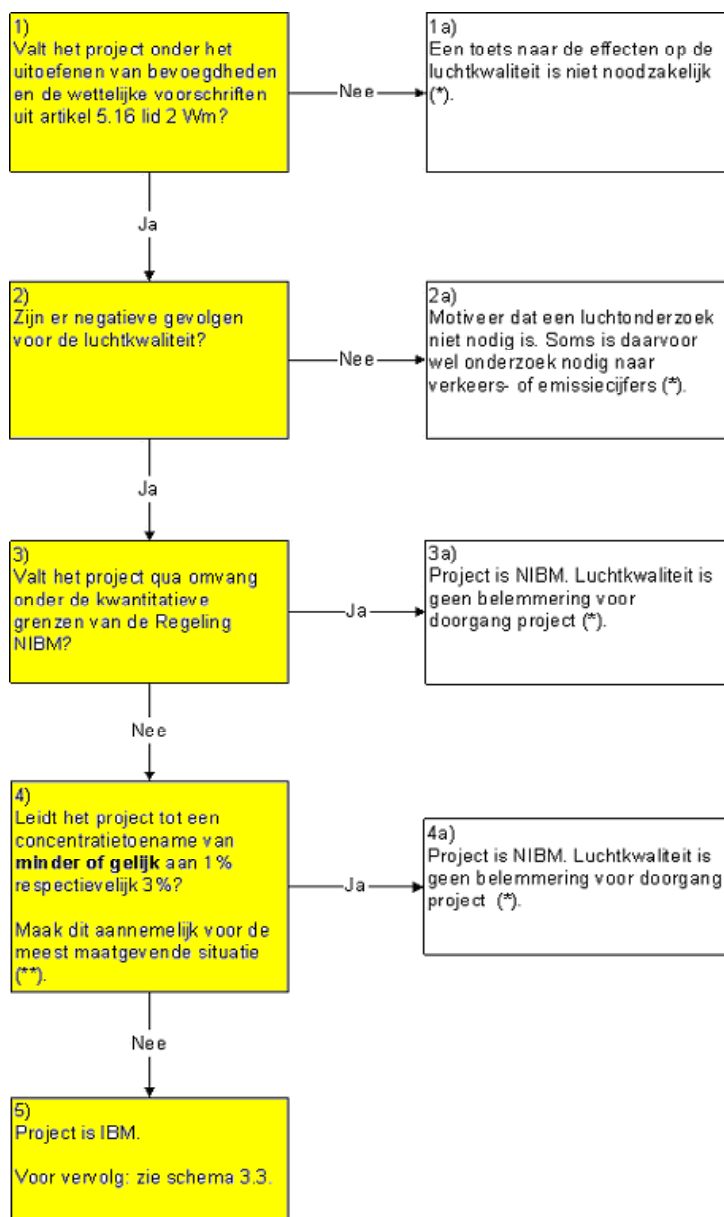 1)
Valt het project onder het
uitoefenen van bevoegdheden
en de wettelijke voorschriften
uit artikel 5.16 lid 2 Wm?
Nee
1a)
Een toets naar de effecten op de
luchtkwaliteit is niet noodzakelijk
(*).
Ja
2)
Zijn er negatieve gevolgen
voor de luchtkwaliteit?
Nee
2a)
Motiveer dat een luchtonderzoek
niet nodig is. Soms is daarvoor
wel onderzoek nodig naar
verkeers- of emissiecijfers (*).
Ja
3)
Valt het project qua omvang
onder de kwantitatieve
grenzen van de Regeling
NIBM?
Ja
3a)
Project is NIBM. Luchtkwaliteit is
geen belemmering voor
doorgang project (*).
Nee
4)
Leidt het project tot een
concentratietoename van
minder of gelijk aan 1%
respectievelijk 3%?
Maak dit aannemelijk voor de
meest maatgevende situatie
(**).
Ja
4a)
Project is NIBM. Luchtkwaliteit is
geen belemmering voor doorgang
project (*).
Nee
5)
Project is IBM.
Voor vervolg: zie schema 3.3.